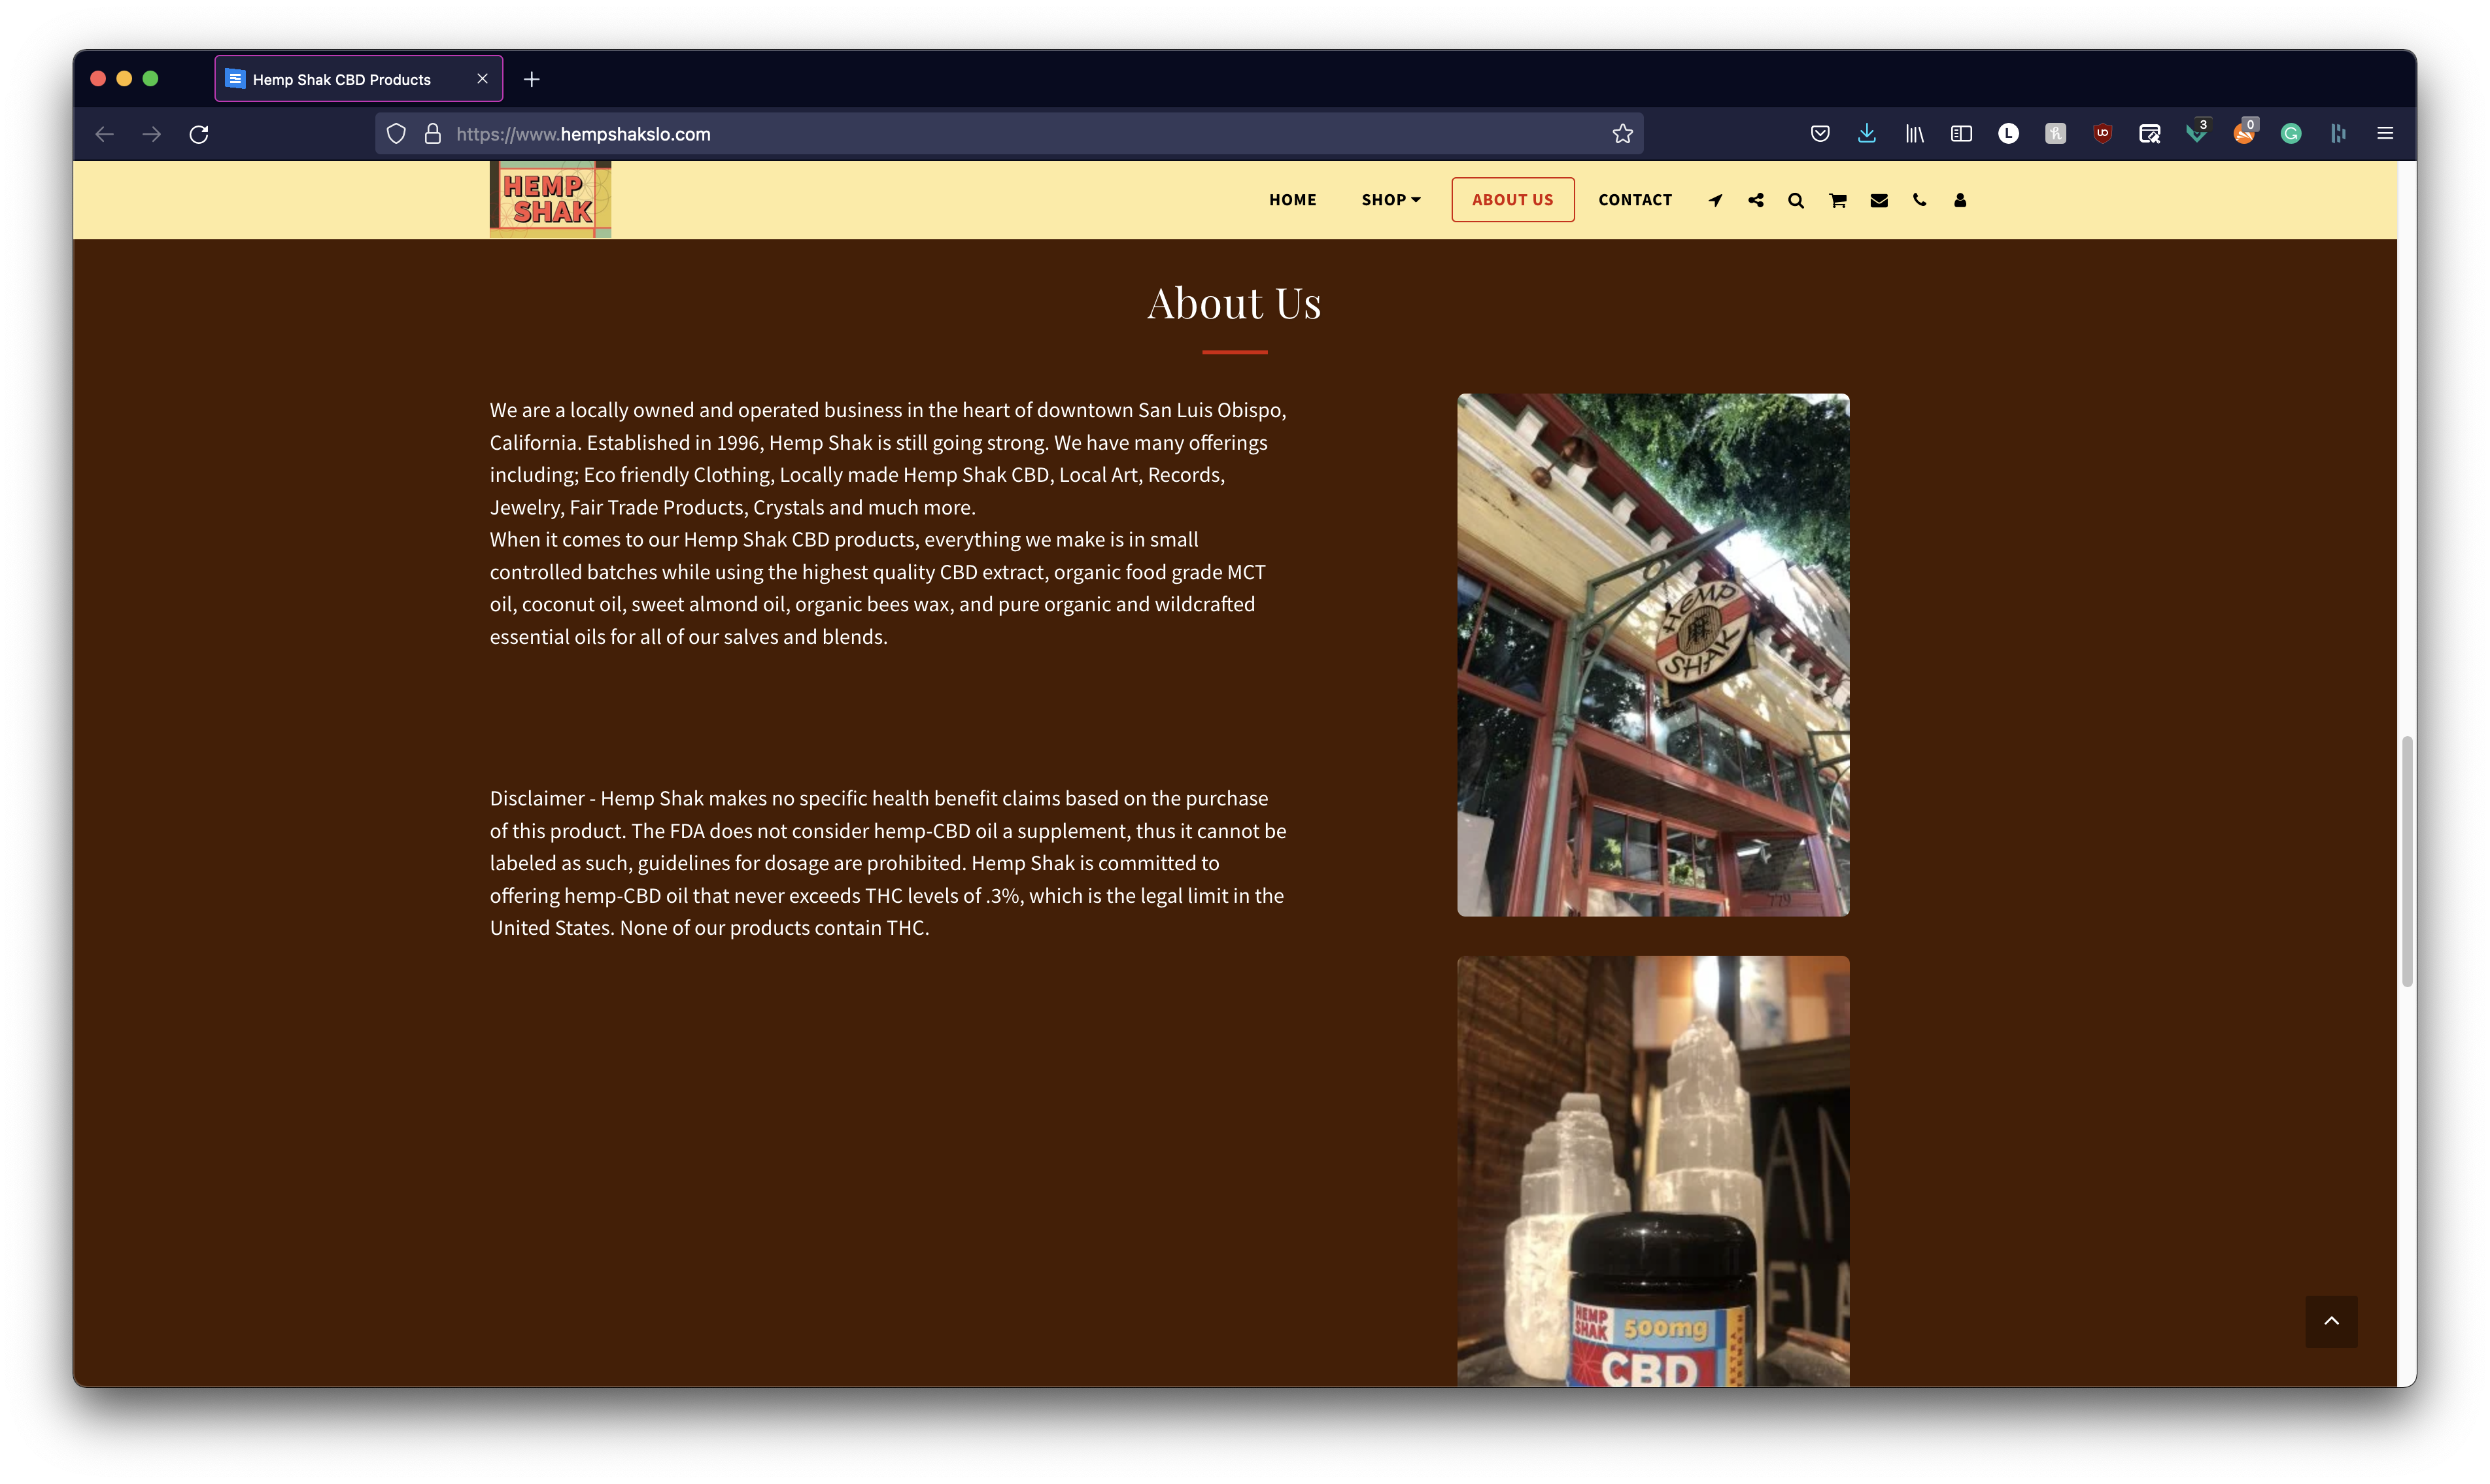 Hemp Shak CBD Products
https://www.hempshakslo.com
L
3
0
HEMP
SHAK
HOME
SHOP
ABOUT US
CONTACT
About Us
We are a locally owned and operated business in the heart of downtown San Luis Obispo,
California. Established in 1996, Hemp Shak is still going strong. We have many offerings
including; Eco friendly Clothing, Locally made Hemp Shak CBD, Local Art, Records,
Jewelry, Fair Trade Products, Crystals and much more.
When it comes to our Hemp Shak CBD products, everything we make is in small
controlled batches while using the highest quality CBD extract, organic food grade MCT
oil, coconut oil, sweet almond oil, organic bees wax, and pure organic and wildcrafted
essential oils for all of our salves and blends.
Disclaimer - Hemp Shak makes no specific health benefit claims based on the purchase
of this product. The FDA does not consider hemp-CBD oil a supplement, thus it cannot be
labeled as such, guidelines for dosage are prohibited. Hemp Shak is committed to
offering hemp-CBD oil that never exceeds THC levels of .3%, which is the legal limit in the
United States. None of our products contain THC.
HEMP
SHAK
779
HEMP
SHAK
500mg
CBD
EXTRA
STRENGTH